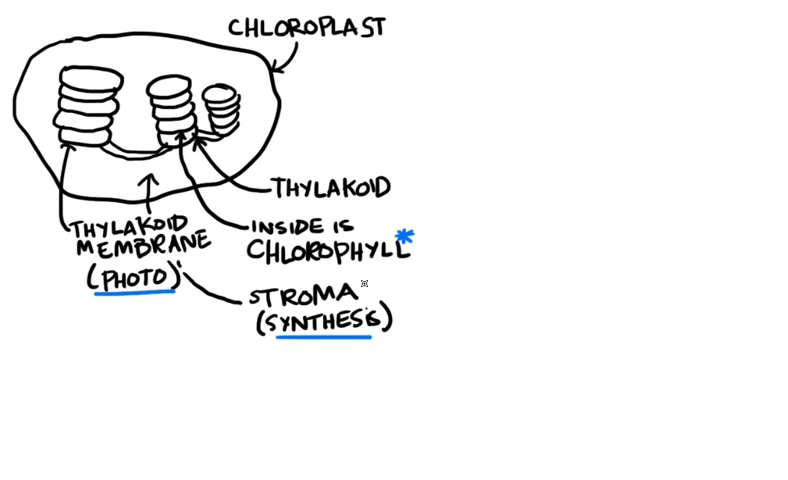 CHLOROPLAST
THYLAKOID
THYLAKOID
MEMBRANE
(PHOTO)
INSIDE IS
CHLOROPHYLL*
STROMA
(SYNTHESIS)